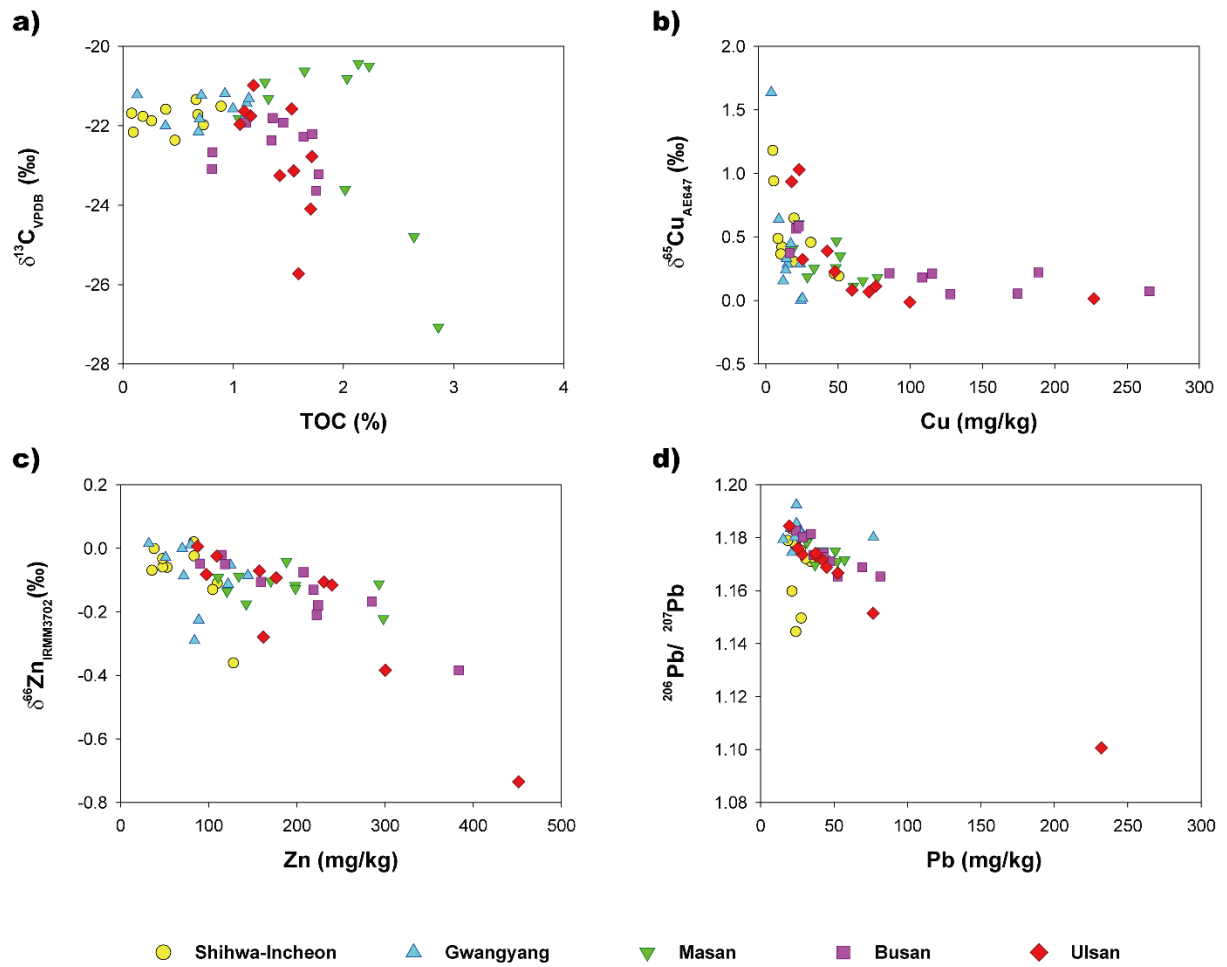 a)
-20
-22
-24
-26
-28
δ¹³C_VPDB (‰)
0 1 2 3 4
TOC (%)
b)
2.0
1.5
1.0
0.5
0.0
-0.5
δ⁶⁵Cu_AE647 (‰)
0 50 100 150 200 250 300
Cu (mg/kg)
c)
0.2
0.0
-0.2
-0.4
-0.6
-0.8
δ⁶⁶Zn_IRMM3702(‰)
0 100 200 300 400 500
Zn (mg/kg)
d)
1.20
1.18
1.16
1.14
1.12
1.10
1.08
²⁰⁶Pb/ ²⁰⁷Pb
0 50 100 150 200 250 300
Pb (mg/kg)
Shihwa-Incheon Gwangyang Masan Busan Ulsan